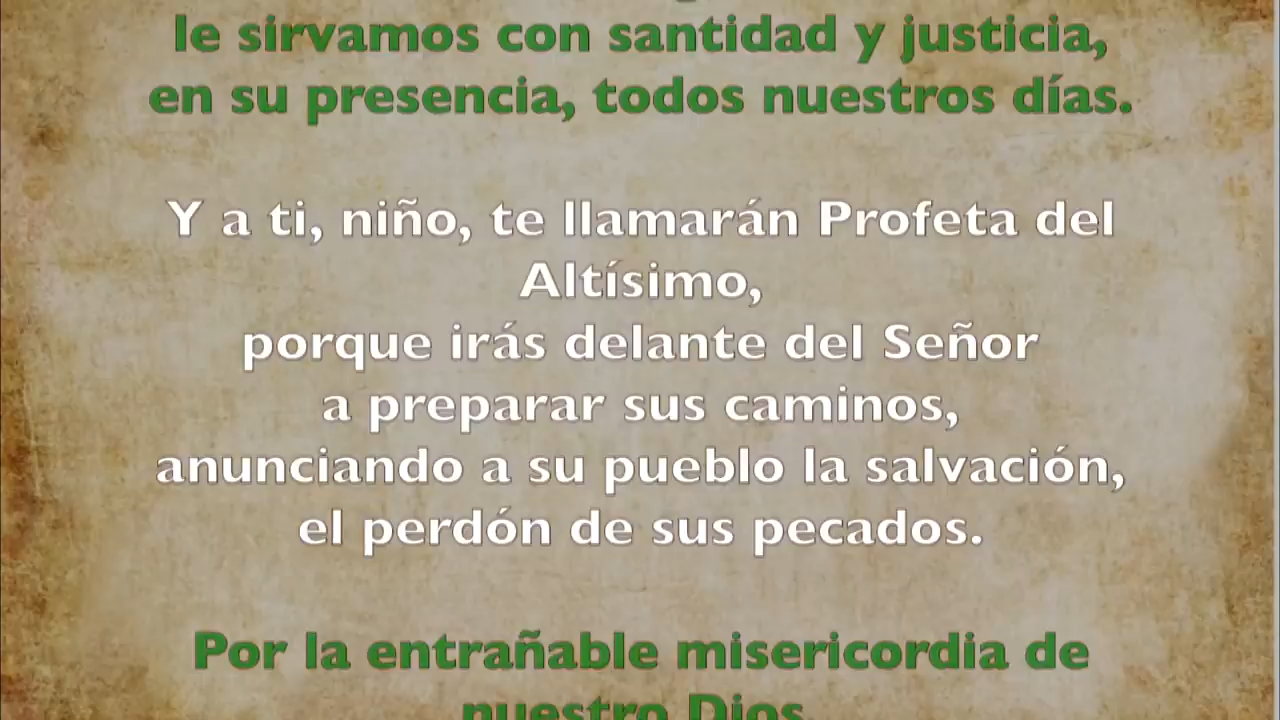 le sirvamos con santidad y justicia,
en su presencia, todos nuestros días.
Y a ti, niño, te llamarán Profeta del
Altísimo,
porque irás delante del Señor
a preparar sus caminos,
anunciando a su pueblo la salvación,
el perdón de sus pecados.
Por la entrañable misericordia de
nuestro Dios,